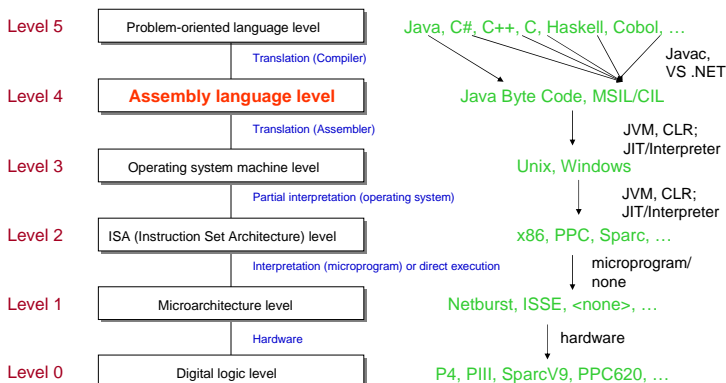 Level 5
Problem-oriented language level
Java, C#, C++, C, Haskell, Cobol, …
Translation (Compiler)
Javac,
VS .NET
Level 4
Assembly language level
Java Byte Code, MSIL/CIL
Translation (Assembler)
JVM, CLR;
JIT/Interpreter
Level 3
Operating system machine level
Unix, Windows
Partial interpretation (operating system)
JVM, CLR;
JIT/Interpreter
Level 2
ISA (Instruction Set Architecture) level
x86, PPC, Sparc, …
Interpretation (microprogram) or direct execution
microprogram/
none
Level 1
Microarchitecture level
Netburst, ISSE, <none>, …
Hardware
hardware
Level 0
Digital logic level
P4, PIII, SparcV9, PPC620, …